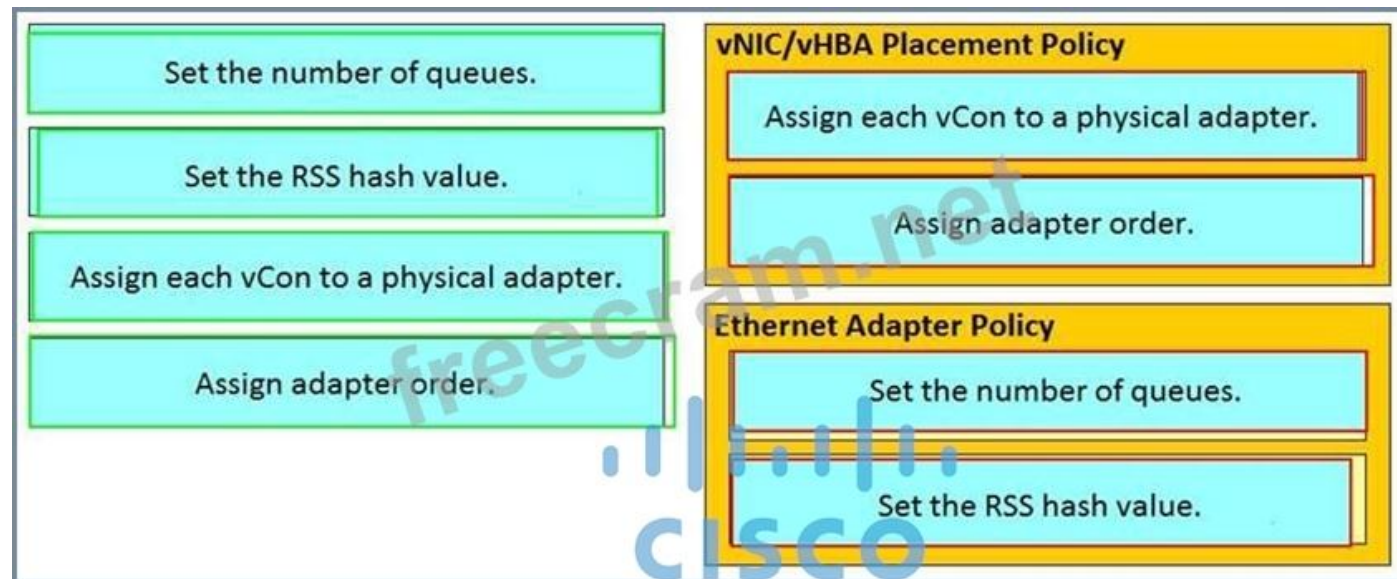 Set the number of queues.
Set the RSS hash value.
Assign each vCon to a physical adapter.
Assign adapter order.
vNIC/vHBA Placement Policy
Assign each vCon to a physical adapter.
Assign adapter order.
Ethernet Adapter Policy
Set the number of queues.
Set the RSS hash value.
freecram.net
CISCO